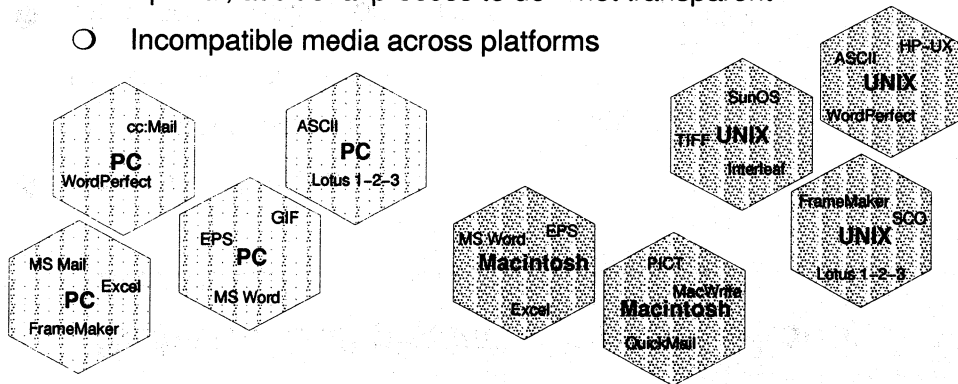 ❍ Incompatible media across platforms
cc:Mail
PC
WordPerfect
ASCII
PC
Lotus 1-2-3
MS Mail
Excel
PC
FrameMaker
GIF
EPS
PC
MS Word
MS Word EPS
Macintosh
Excel
PICT
MacWrite
Macintosh
QuickMail
SunOS
TIFF UNIX
Interleaf
HP-UX
ASCII
UNIX
WordPerfect
FrameMaker
SCO
UNIX
Lotus 1-2-3